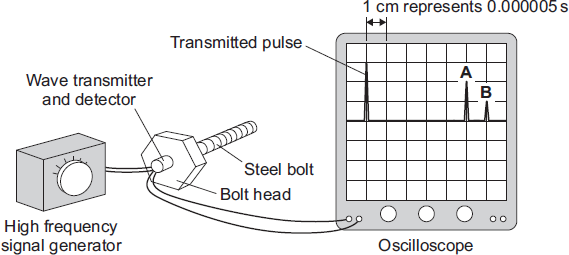 1 cm represents 0.000005 s
Transmitted pulse
A
B
Wave transmitter
and detector
Steel bolt
Bolt head
High frequency
signal generator
Oscilloscope